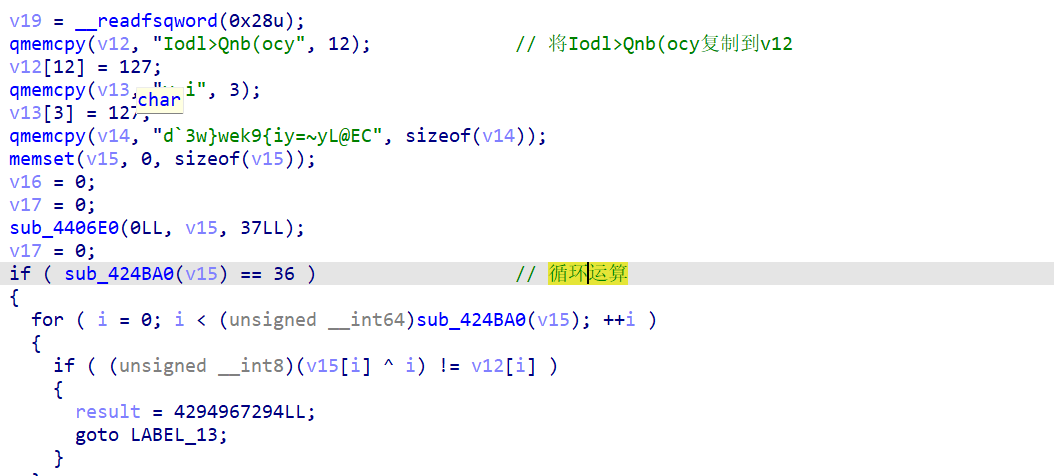 v19 = __readfsqword(0x28u);
qmemcpy(v12, "Iodl>Qnb(ocy", 12); // 将Iodl>Qnb(ocy复制到v12
v12[12] = 127;
qmemcpy(v13, i", 3);
char
v13[3] = 127;
qmemcpy(v14, "d`3w}wek9{iy=~yL@EC", sizeof(v14));
memset(v15, 0, sizeof(v15));
v16 = 0;
v17 = 0;
sub_4406E0(0LL, v15, 37LL);
v17 = 0;
if ( sub_424BA0(v15) == 36 ) // 循环运算
{
for ( i = 0; i < (unsigned __int64)sub_424BA0(v15); ++i )
{
if ( (unsigned __int8)(v15[i] ^ i) != v12[i] )
{
result = 4294967294LL;
goto LABEL_13;
}